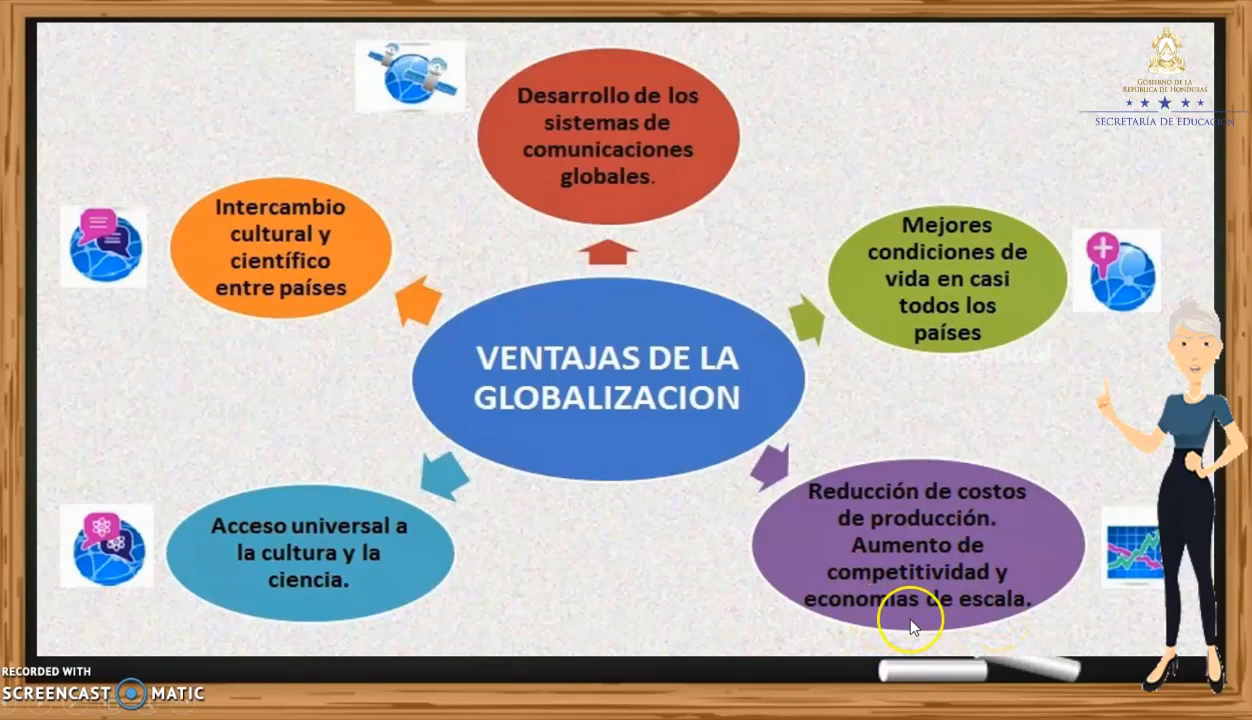 Desarrollo de los
sistemas de
comunicaciones
globales.
GOBIERNO DE LA
REPÚBLICA DE HONDURAS
SECRETARÍA DE EDUCACIÓN
Intercambio
cultural y
científico
entre países
Mejores
condiciones de
vida en casi
todos los
países
VENTAJAS DE LA
GLOBALIZACION
Acceso universal a
la cultura y la
ciencia.
Reducción de costos
de producción.
Aumento de
competitividad y
economías de escala.
RECORDED WITH
SCREENCAST MATIC